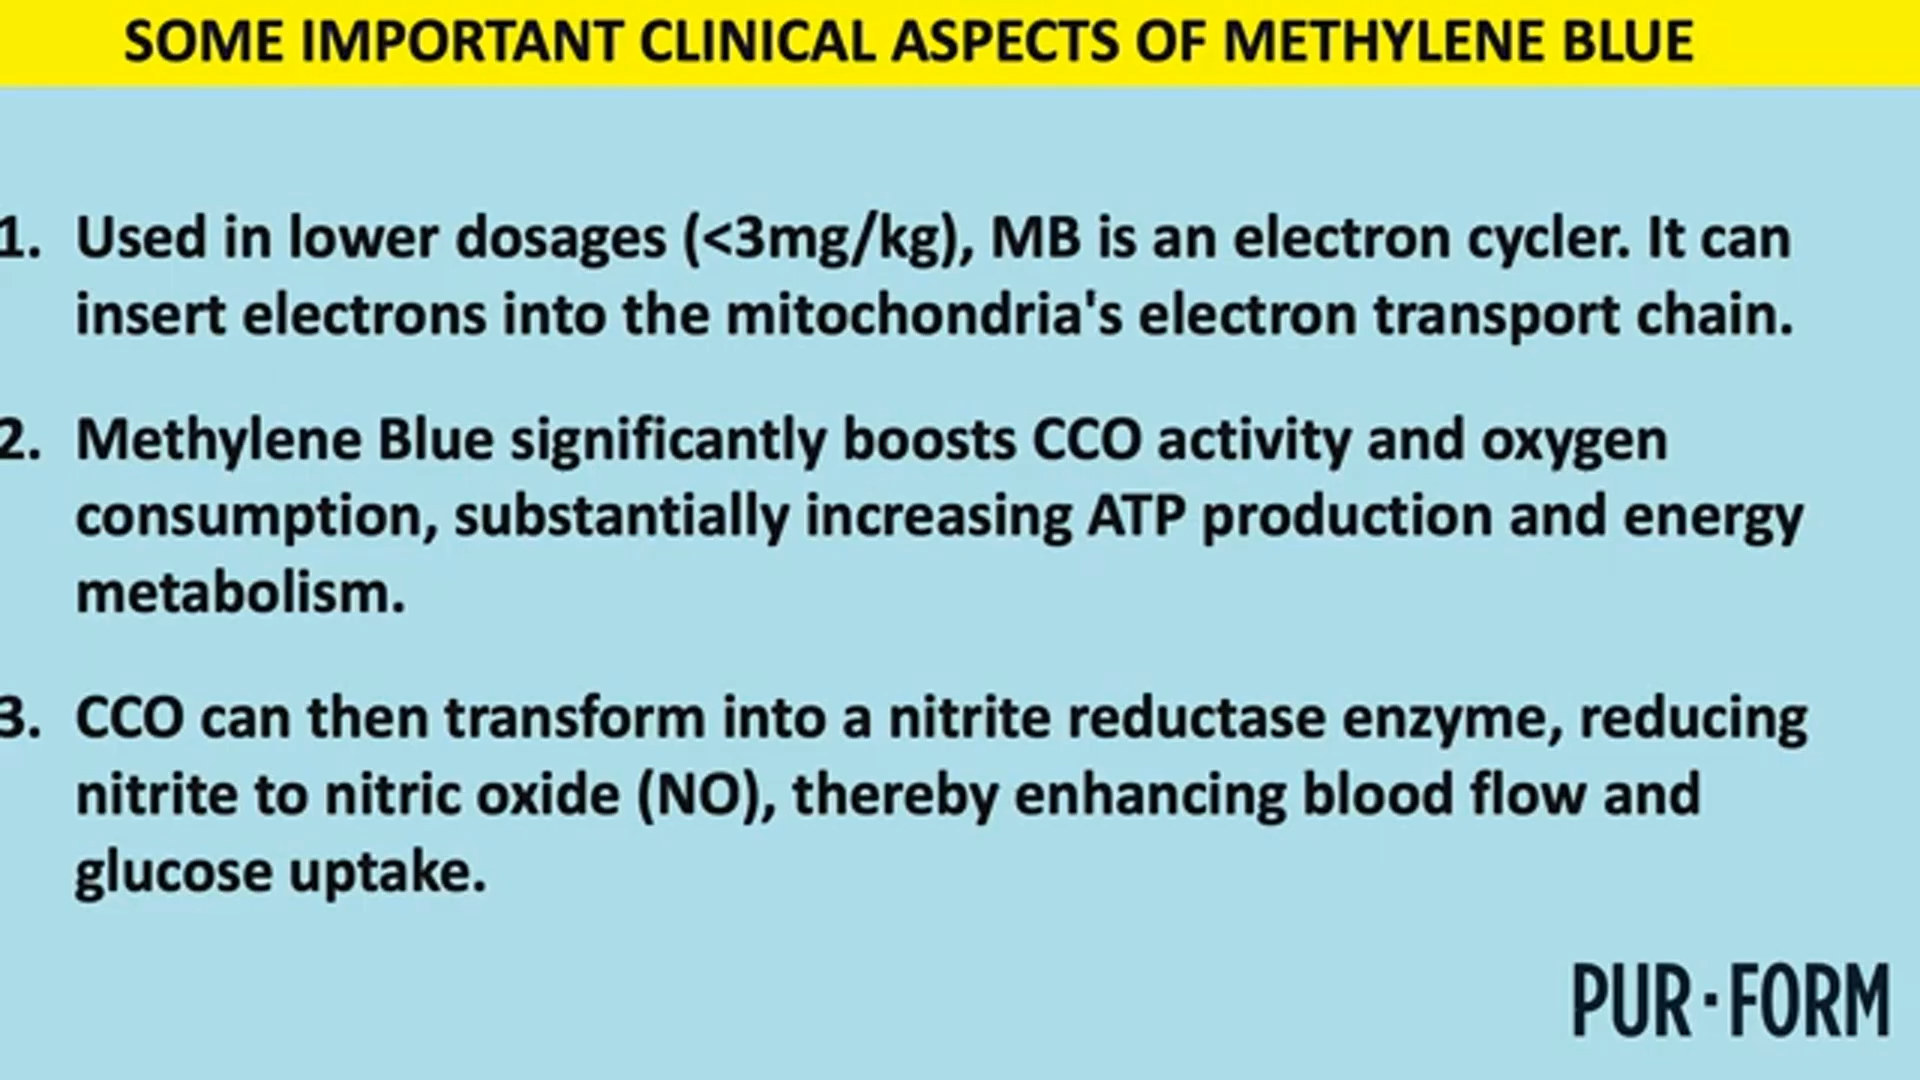 SOME IMPORTANT CLINICAL ASPECTS OF METHYLENE BLUE
1. Used in lower dosages (<3mg/kg), MB is an electron cycler. It can
insert electrons into the mitochondria's electron transport chain.
2. Methylene Blue significantly boosts CCO activity and oxygen
consumption, substantially increasing ATP production and energy
metabolism.
3. CCO can then transform into a nitrite reductase enzyme, reducing
nitrite to nitric oxide (NO), thereby enhancing blood flow and
glucose uptake.
PUR·FORM